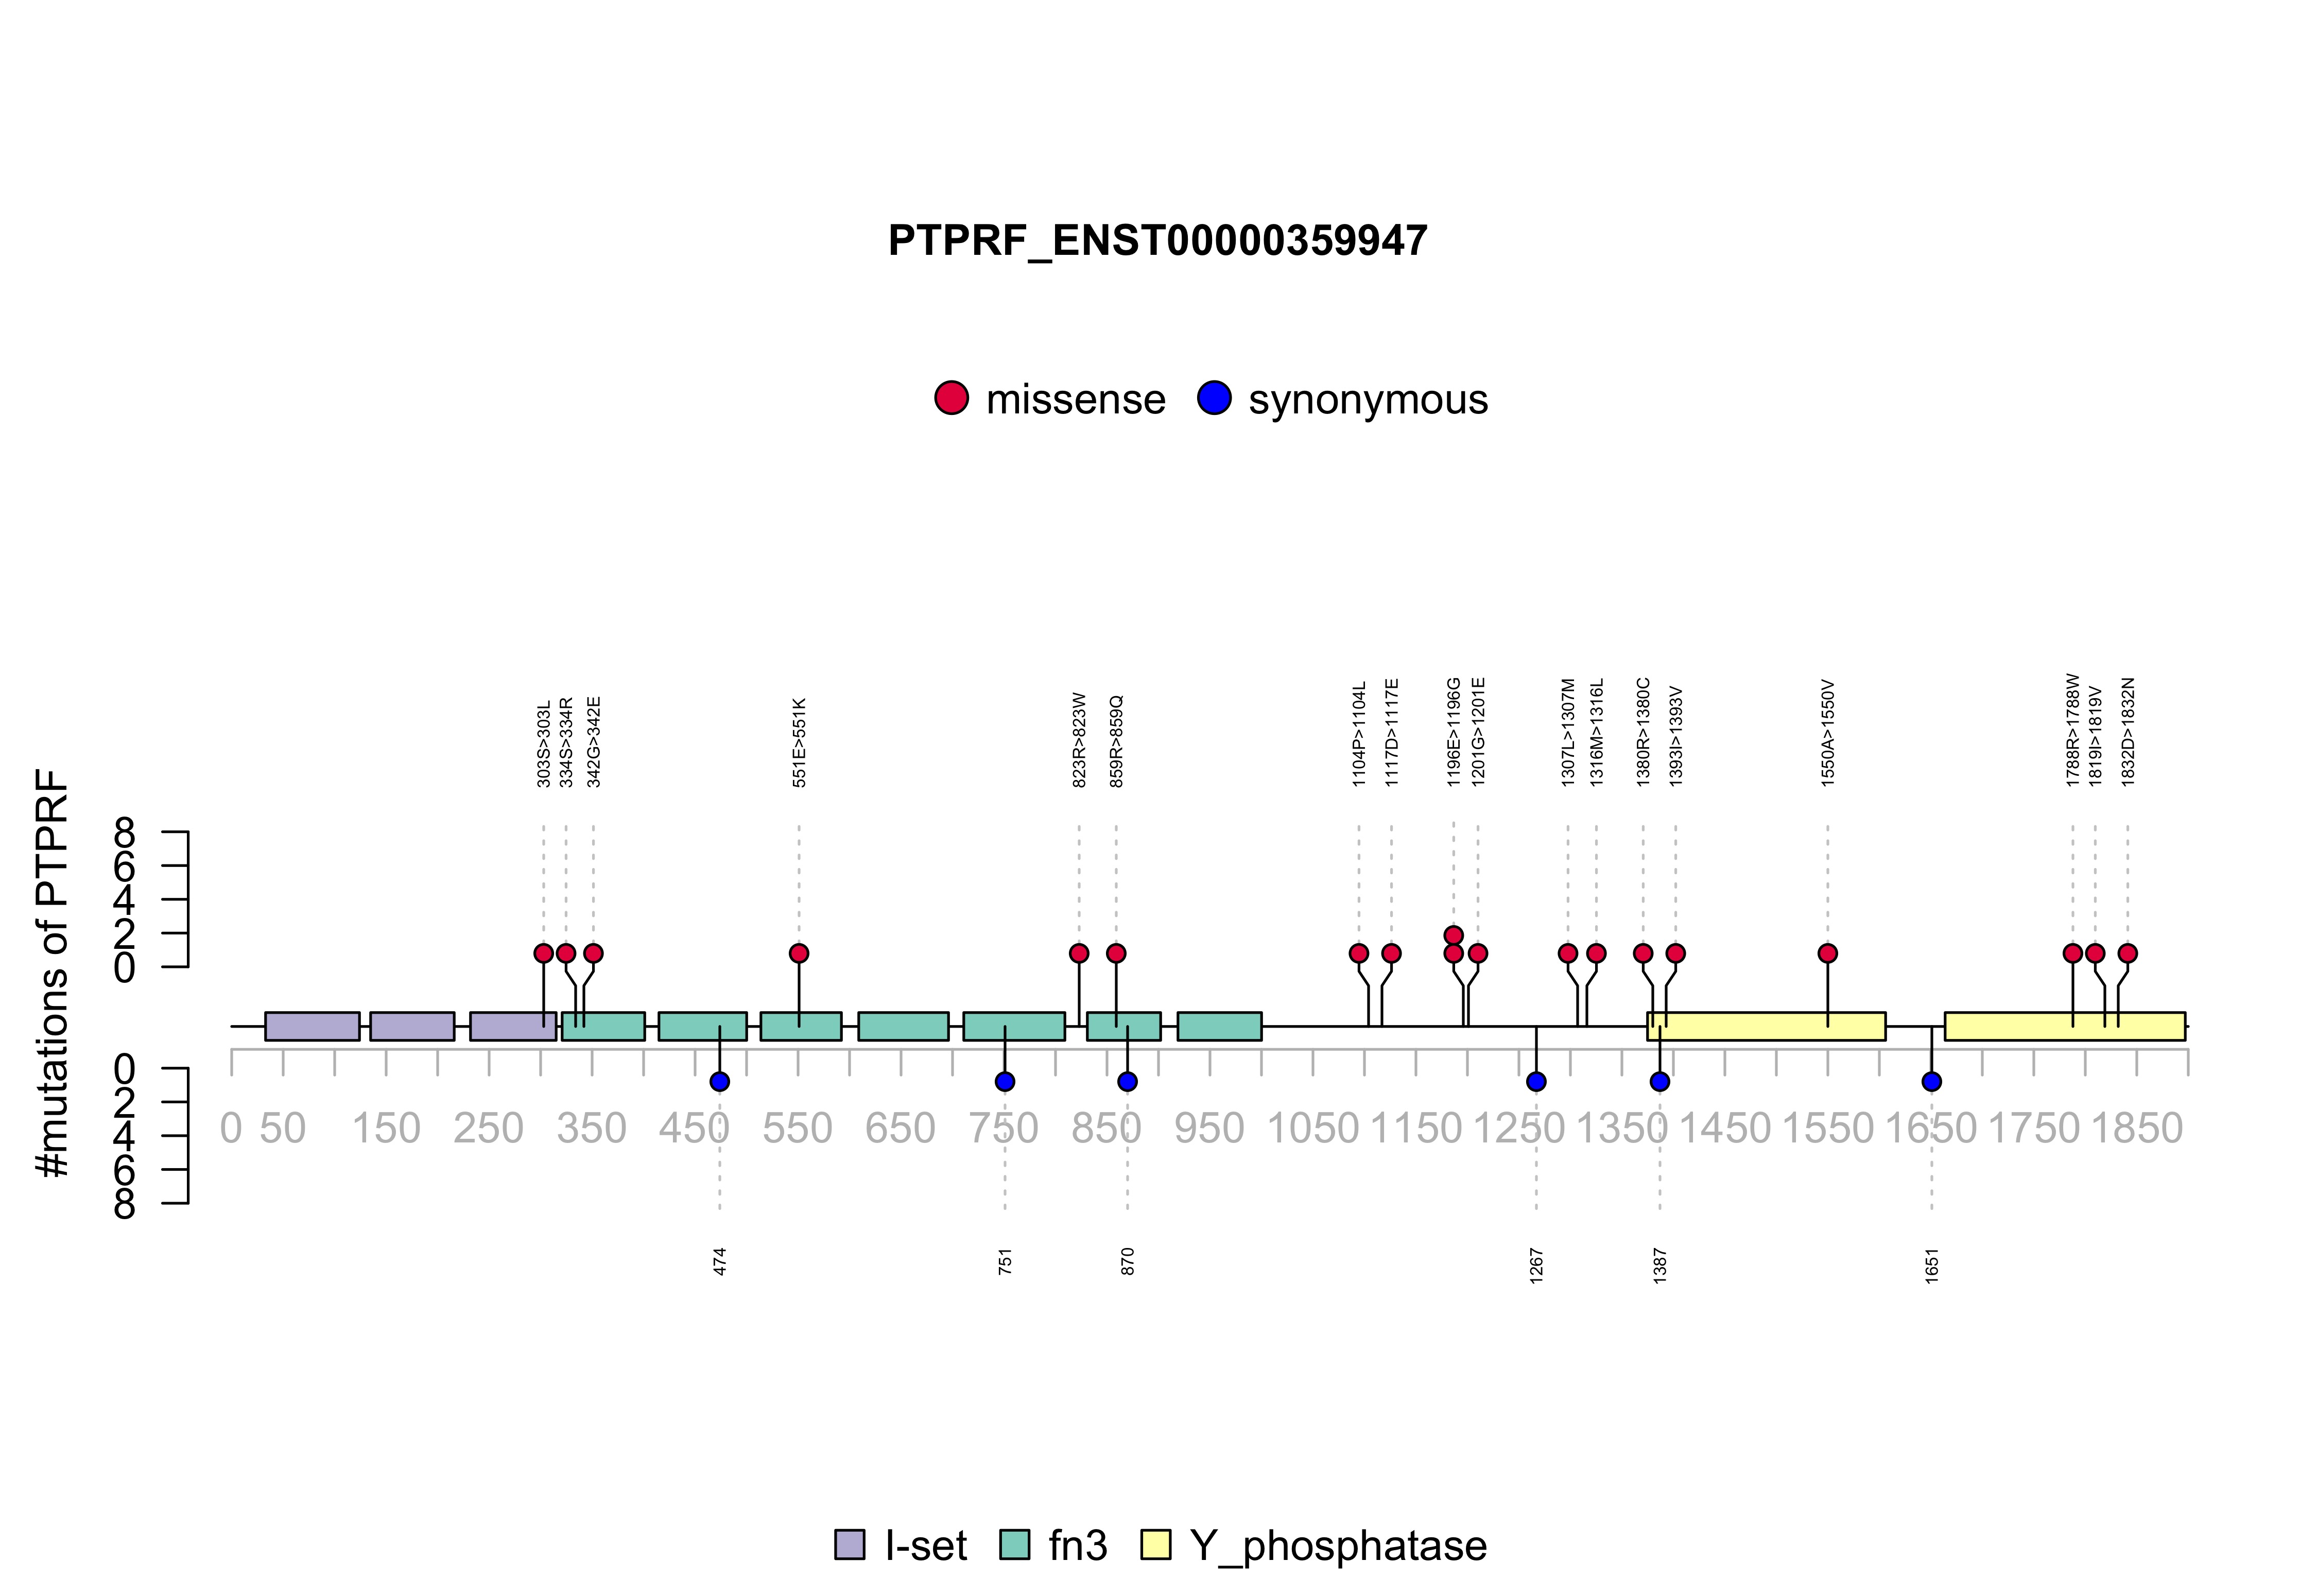 PTPRF_ENST00000359947
missense synonymous
303S>303L
334S>334R
342G>342E
551E>551K
823R>823W
859R>859Q
1104P>1104L
1117D>1117E
1196E>1196G
1201G>1201E
1307L>1307M
1316M>1316L
1380R>1380C
1393I>1393V
1550A>1550V
1788R>1788W
1819I>1819V
1832D>1832N
#mutations of PTPRF
8
6
4
2
0
0
2
4
6
8
0 50 150 250 350 450 550 650 750 850 950 1050 1150 1250 1350 1450 1550 1650 1750 1850
474
751
870
1267
1387
1651
I-set fn3 Y_phosphatase